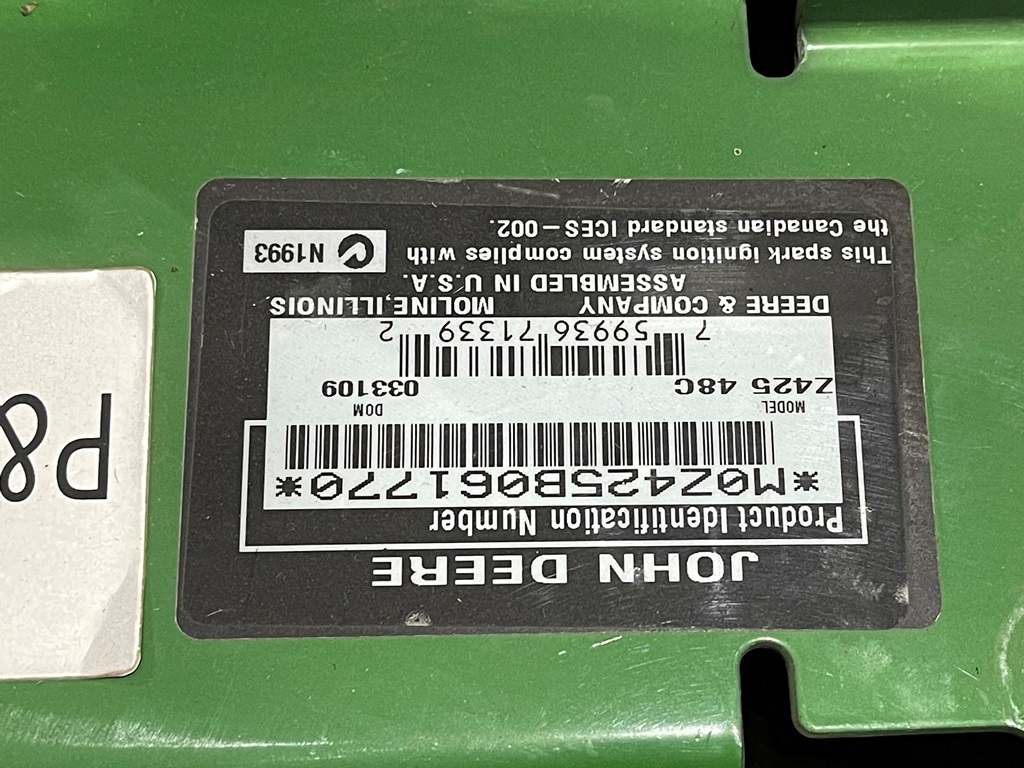 JOHN DEERE
Product Identification Number
*M0Z425B061770*
MODEL DOM
Z425 48C 033109
7 59936 71339 2
DEERE & COMPANY MOLINE,ILLINOIS
ASSEMBLED IN U.S.A.
This spark ignition system complies with
the Canadian standard ICES-002.
N1993
P&